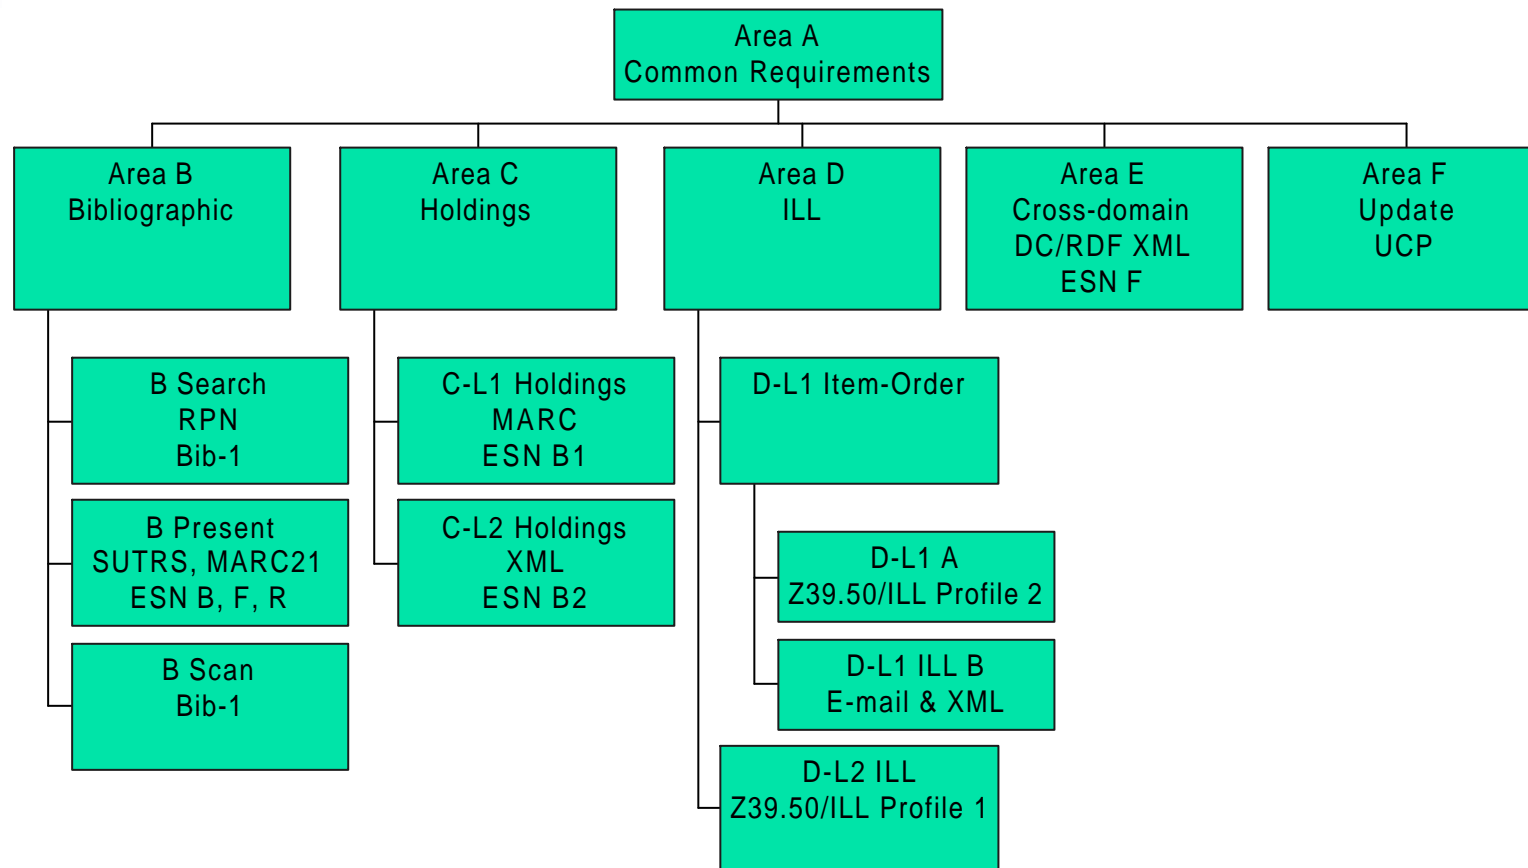 Area A
Common Requirements
Area B
Bibliographic
Area C
Holdings
Area D
ILL
Area E
Cross-domain
DC/RDF XML
ESN F
Area F
Update
UCP
B Search
RPN
Bib-1
B Present
SUTRS, MARC21
ESN B, F, R
B Scan
Bib-1
C-L1 Holdings
MARC
ESN B1
C-L2 Holdings
XML
ESN B2
D-L1 Item-Order
D-L1 A
Z39.50/ILL Profile 2
D-L1 ILL B
E-mail & XML
D-L2 ILL
Z39.50/ILL Profile 1